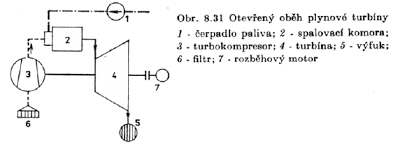 Obr. 8.31 Otevřený oběh plynové turbíny
1 - čerpadlo paliva; 2 - spalovací komora;
3 - turbokompresor; 4 - turbína; 5 - výfuk;
6 - filtr; 7 - rozběhový motor
1
2
3
4
7
6
5